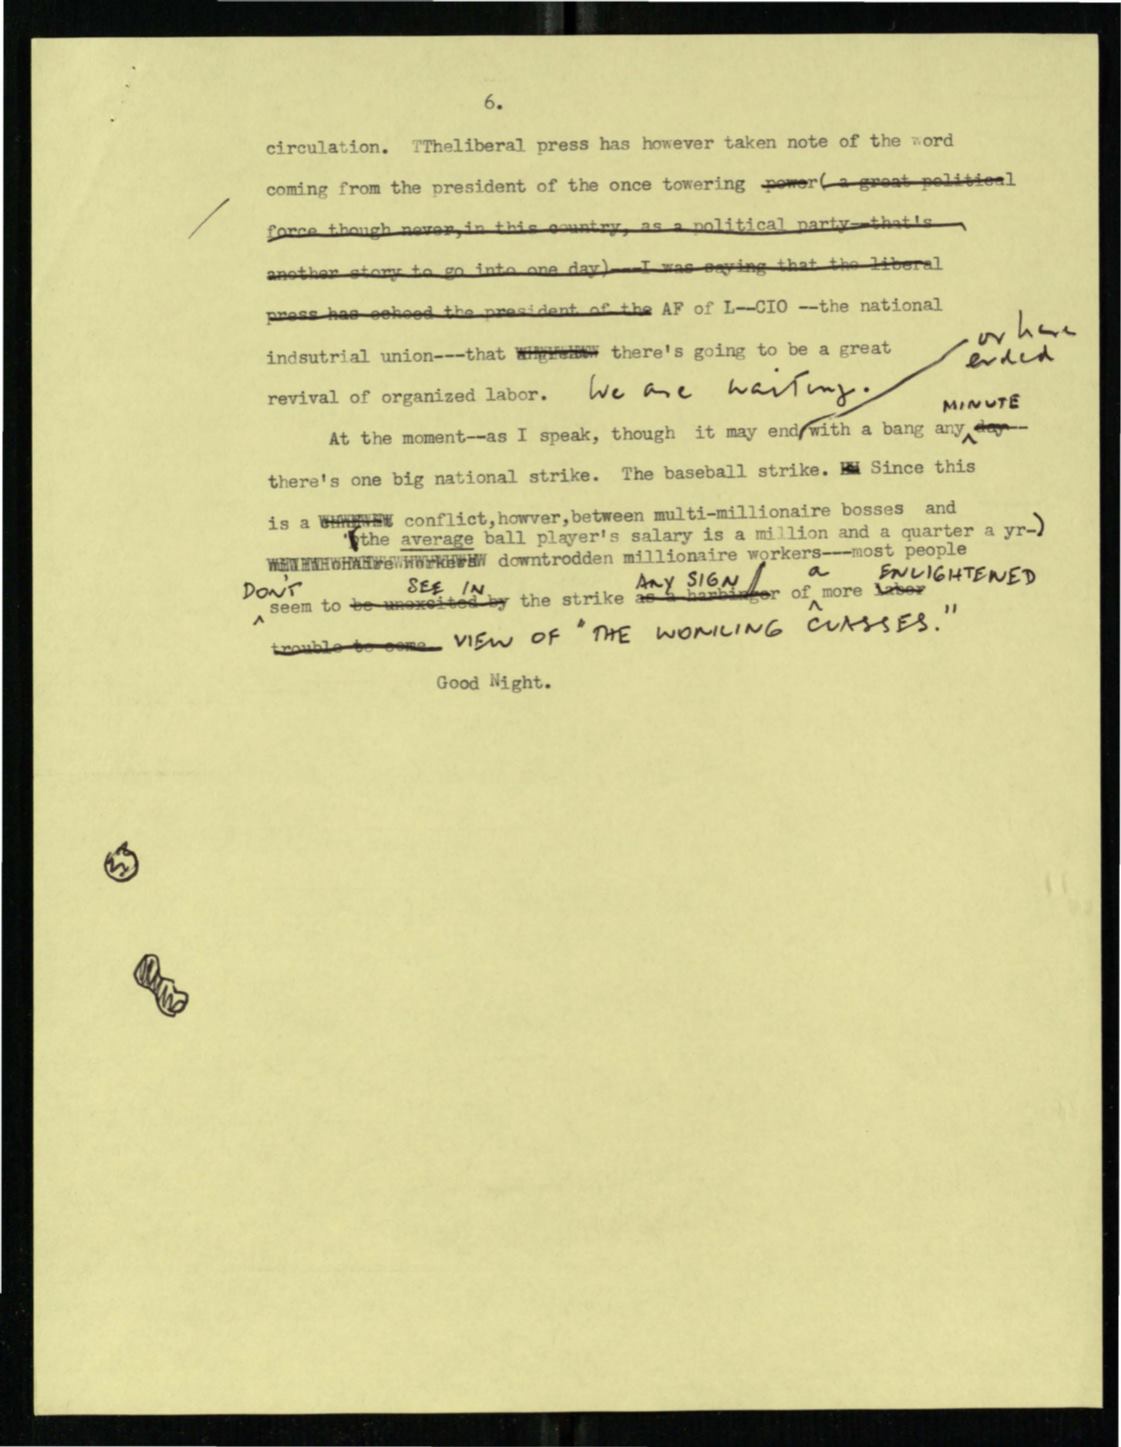 6.
circulation.  TTheliberal press has however taken note of the word
coming from the president of the once towering power( a great political
force though never,in this country, as a political party--that's
another story to go into one day)---I was saying that the liberal
press has echoed the president of the AF of L--CIO --the national
or have
ended
indsutrial union---that there's going to be a great
revival of organized labor. We are waiting.
MINUTE
At the moment--as I speak, though it may end with a bang any day--
there's one big national strike. The baseball strike. Since this
is a conflict,howver,between multi-millionaire bosses and
(the average ball player's salary is a million and a quarter a yr-)
downtrodden millionaire workers---most people
DON'T SEE IN ANY SIGN a ENLIGHTENED
seem to be unexcited by the strike as a harbinger of more labor
trouble to come. VIEW OF "THE WORKING CLASSES."
Good Night.